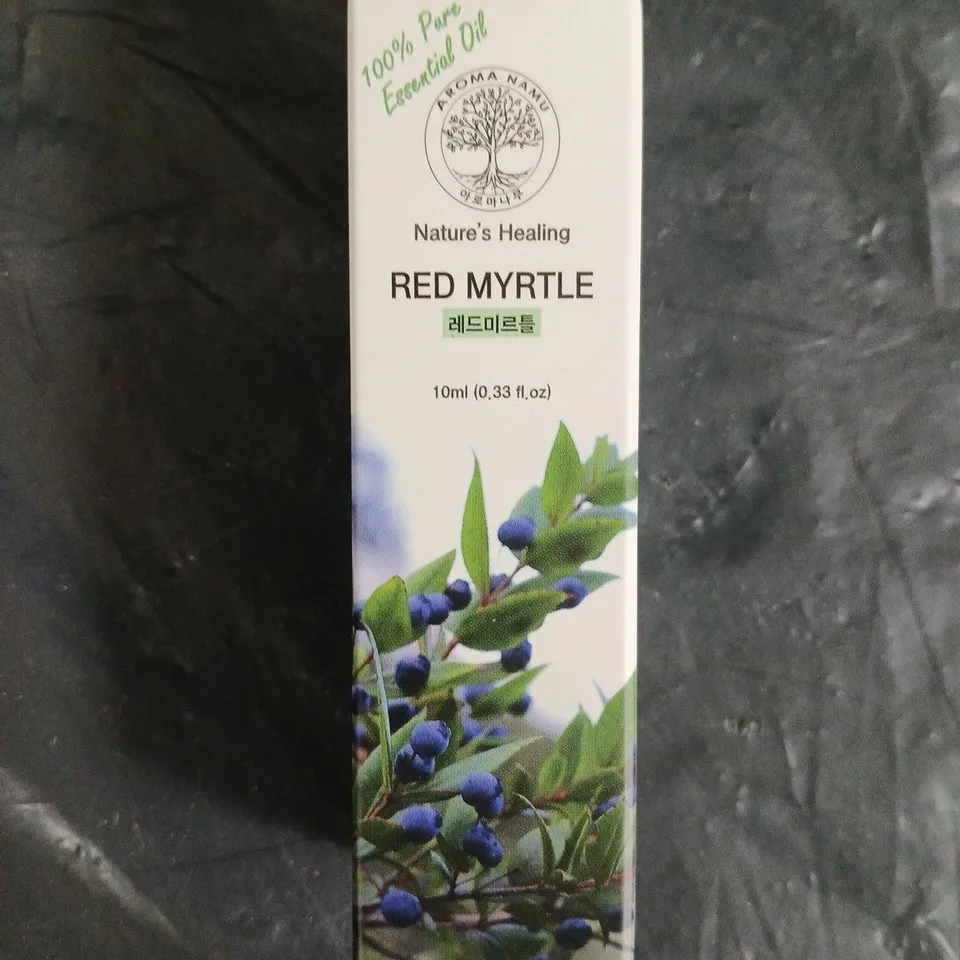 100% Pure
Essential Oil
AROMA NAMU
아로마나무
Nature's Healing
RED MYRTLE
레드미르틀
10ml (0.33 fl.oz)